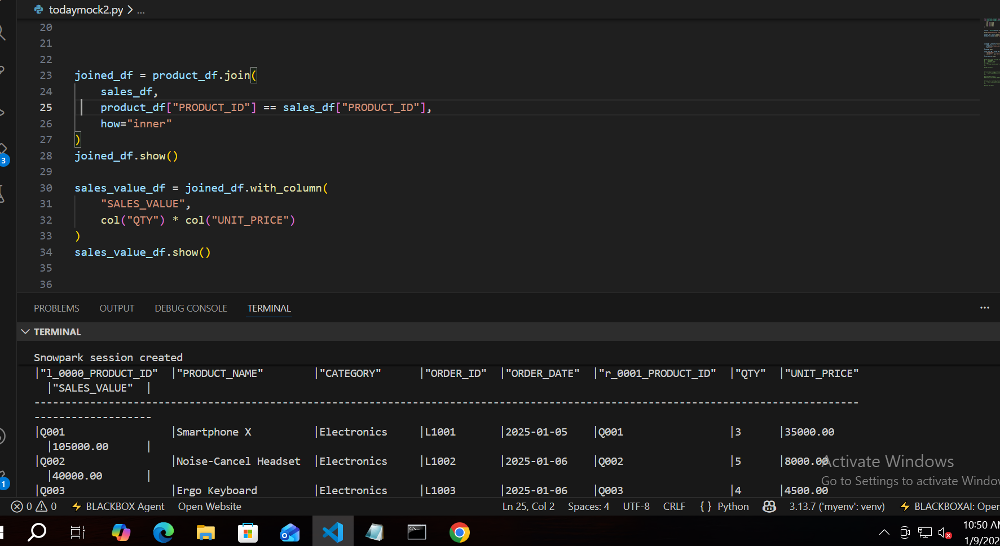 todaymock2.py > ...
20
21
22
23 joined_df = product_df.join(
24 sales_df,
25 product_df["PRODUCT_ID"] == sales_df["PRODUCT_ID"],
26 how="inner"
27 )
28 joined_df.show()
29
30 sales_value_df = joined_df.with_column(
31 "SALES_VALUE",
32 col("QTY") * col("UNIT_PRICE")
33 )
34 sales_value_df.show()
35
36
3
1
PROBLEMS OUTPUT DEBUG CONSOLE TERMINAL ...
TERMINAL
Snowpark session created
|"l_0000_PRODUCT_ID" |"PRODUCT_NAME" |"CATEGORY" |"ORDER_ID" |"ORDER_DATE" |"r_0001_PRODUCT_ID" |"QTY" |"UNIT_PRICE"
|"SALES_VALUE" |
--------------------------------------------------------------------------------------------------------------------------------
------------------
|Q001 |Smartphone X |Electronics |L1001 |2025-01-05 |Q001 |3 |35000.00
|105000.00 |
|Q002 |Noise-Cancel Headset |Electronics |L1002 |2025-01-06 |Q002 |5 |8000.00
|40000.00 |
|Q003 |Ergo Keyboard |Electronics |L1003 |2025-01-06 |Q003 |4 |4500.00
Activate Windows
Go to Settings to activate Windo
0 0 BLACKBOX Agent Open Website Ln 25, Col 2 Spaces: 4 UTF-8 CRLF { } Python 3.13.7 ('myenv': venv) BLACKBOXAI: Oper
10:50 AM
1/9/202